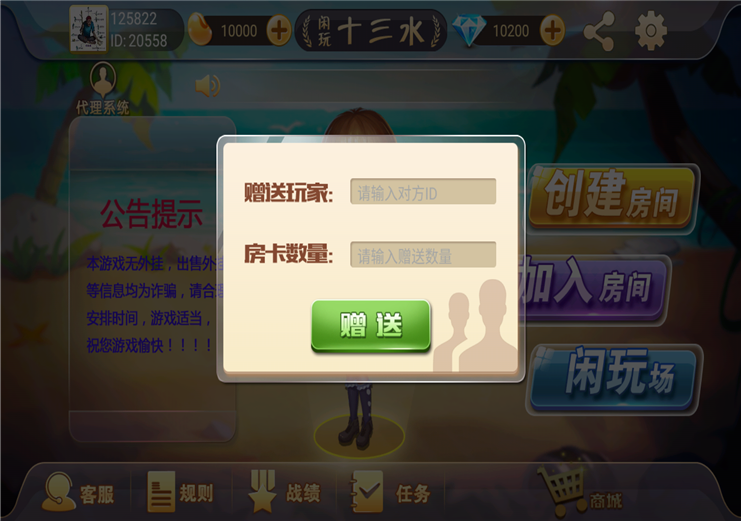 125822
ID:20558
10000
闲玩
十三水
10200
代理系统
公告提示
本游戏无外挂，出售外
等信息均为诈骗，请合
安排时间，游戏适当，
祝您游戏愉快！！！！
赠送玩家：
请输入对方ID
房卡数量：
请输入赠送数量
赠送
创建房间
加入房间
闲玩场
客服
规则
战绩
任务
商城